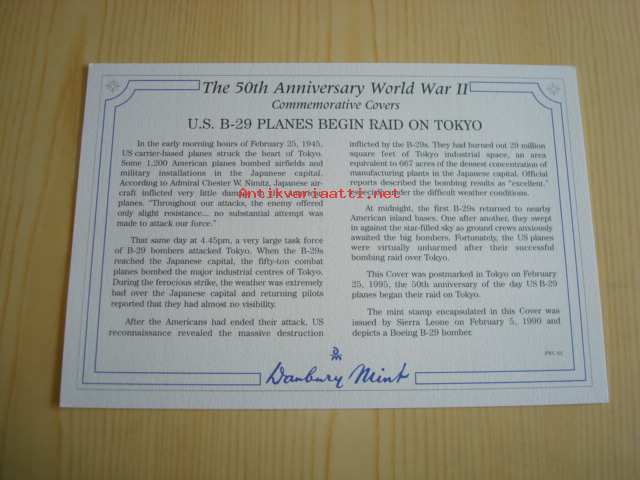 The 50th Anniversary World War II
Commemorative Covers
U.S. B-29 PLANES BEGIN RAID ON TOKYO
In the early morning hours of February 25, 1945,
US carrier-based planes struck the heart of Tokyo.
Some 1,200 American planes bombed airfields and
military installations in the Japanese capital.
According to Admiral Chester W. Nimitz, Japanese air-
craft inflicted very little damage on the American
planes. "Throughout our attacks, the enemy offered
only slight resistance... no substantial attempt was
made to attack our force."
That same day at 4.45pm, a very large task force
of B-29 bombers attacked Tokyo. When the B-29s
reached the Japanese capital, the fifty-ton combat
planes bombed the major industrial centres of Tokyo.
During the ferocious strike, the weather was extremely
bad over the Japanese capital and returning pilots
reported that they had almost no visibility.
After the Americans had ended their attack, US
reconnaissance revealed the massive destruction
inflicted by the B-29s. They had burned out 29 million
square feet of Tokyo industrial space, an area
equivalent to 667 acres of the densest concentration of
manufacturing plants in the Japanese capital. Official
reports described the bombing results as "excellent,"
especially under the difficult weather conditions.
At midnight, the first B-29s returned to nearby
American island bases. One after another, they swept
in against the star-filled sky as ground crews anxiously
awaited the big bombers. Fortunately, the US planes
were virtually unharmed after their successful
bombing raid over Tokyo.
This Cover was postmarked in Tokyo on February
25, 1995, the 50th anniversary of the day US B-29
planes began their raid on Tokyo.
The mint stamp encapsulated in this Cover was
issued by Sierra Leone on February 5, 1990 and
depicts a Boeing B-29 bomber.
Danbury Mint
Antikvariaatti.net